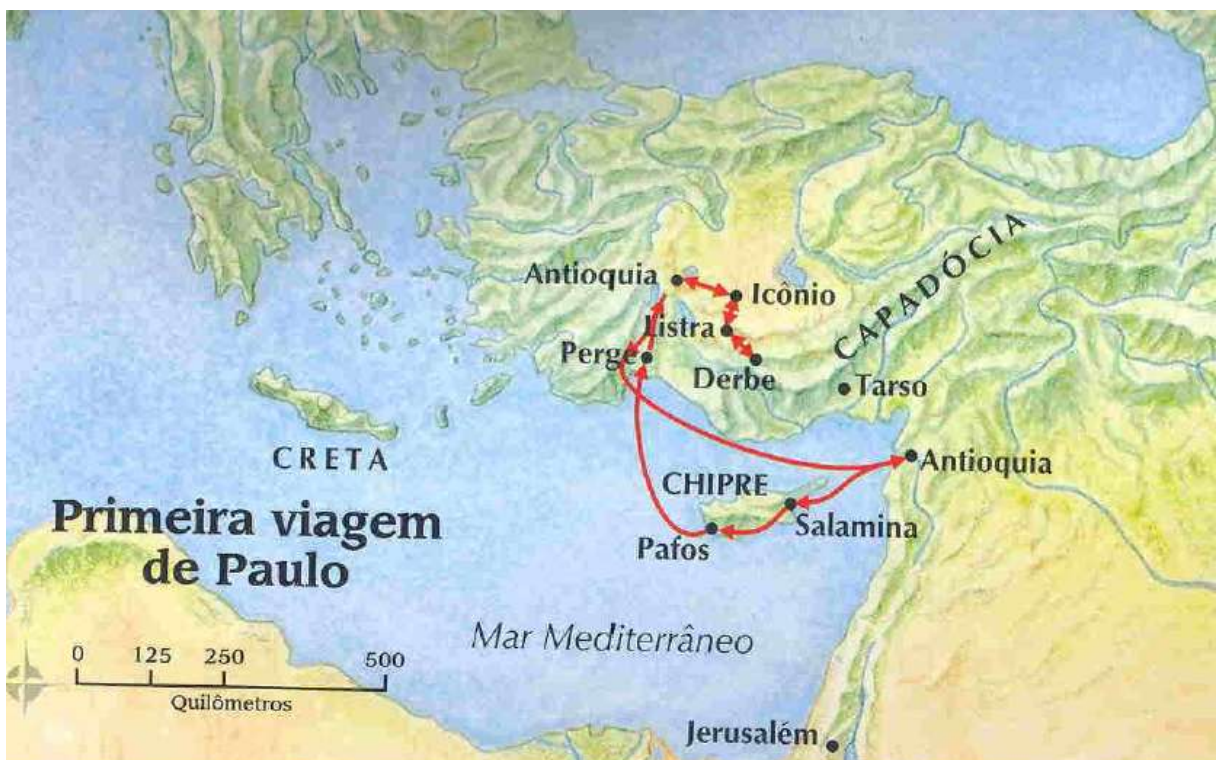 CAPADÓCIA
Antioquia
Icônio
Listra
Perge
Derbe
Tarso
CRETA
Antioquia
CHIPRE
Salamina
Pafos
Primeira viagem
de Paulo
Mar Mediterrâneo
0 125 250 500
Quilômetros
Jerusalém